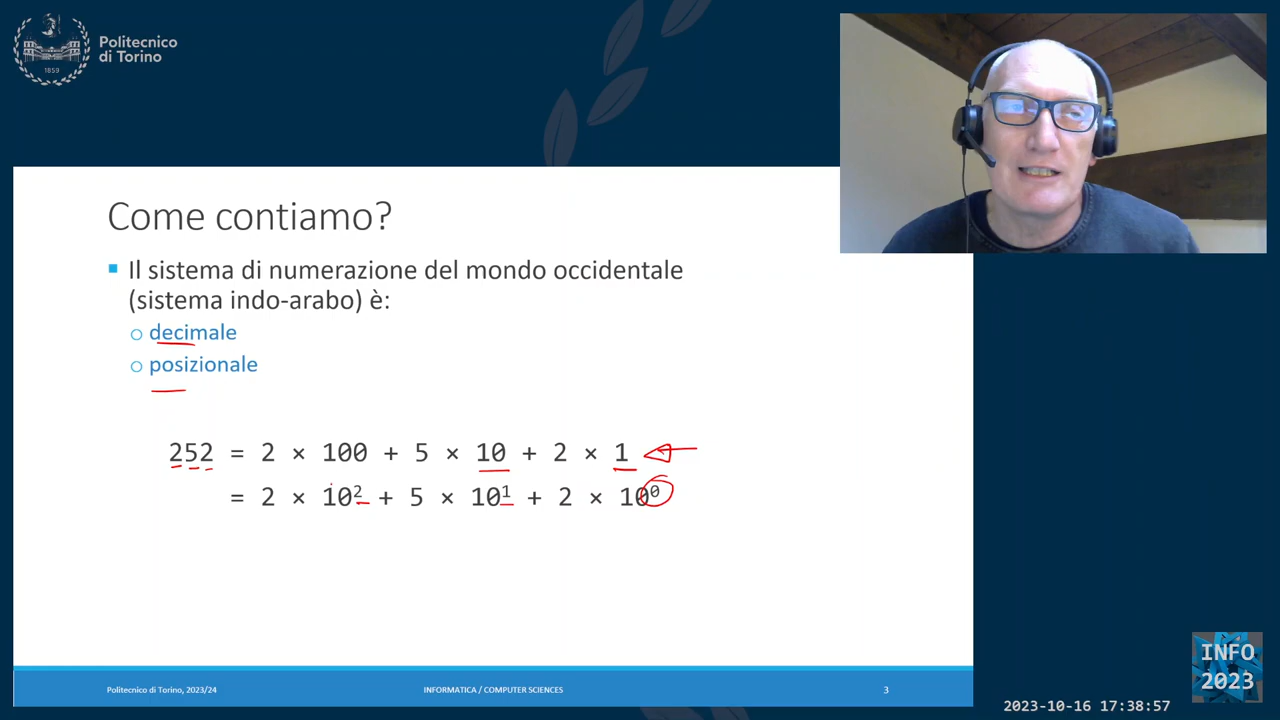 Politecnico
di Torino
1859
Come contiamo?
Il sistema di numerazione del mondo occidentale
(sistema indo-arabo) è:
decimale
posizionale
252 = 2 × 100 + 5 × 10 + 2 × 1
= 2 × 10² + 5 × 10¹ + 2 × 10⁰
Politecnico di Torino, 2023/24
INFORMATICA / COMPUTER SCIENCES
3
INFO
2023
2023-10-16 17:38:57